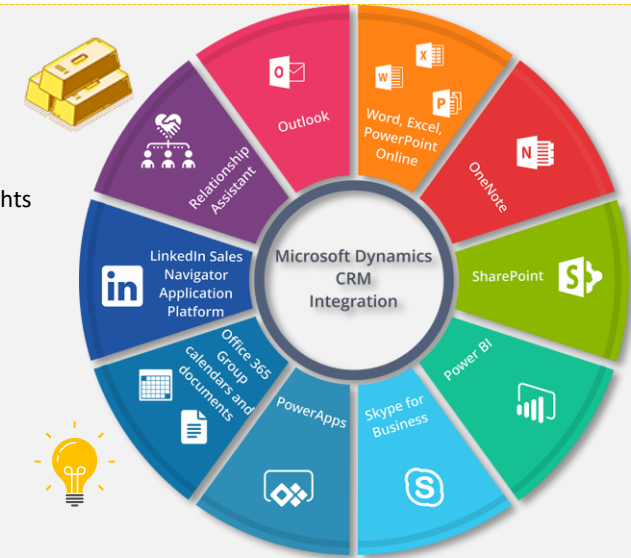 Outlook
Word, Excel,
PowerPoint
Online
OneNote
SharePoint
Power BI
Skype for
Business
PowerApps
Office 365
Group
calendars and
documents
LinkedIn Sales
Navigator
Application
Platform
Relationship
Assistant
Microsoft Dynamics
CRM
Integration
hts
O
W
X
P
N
S
S
in